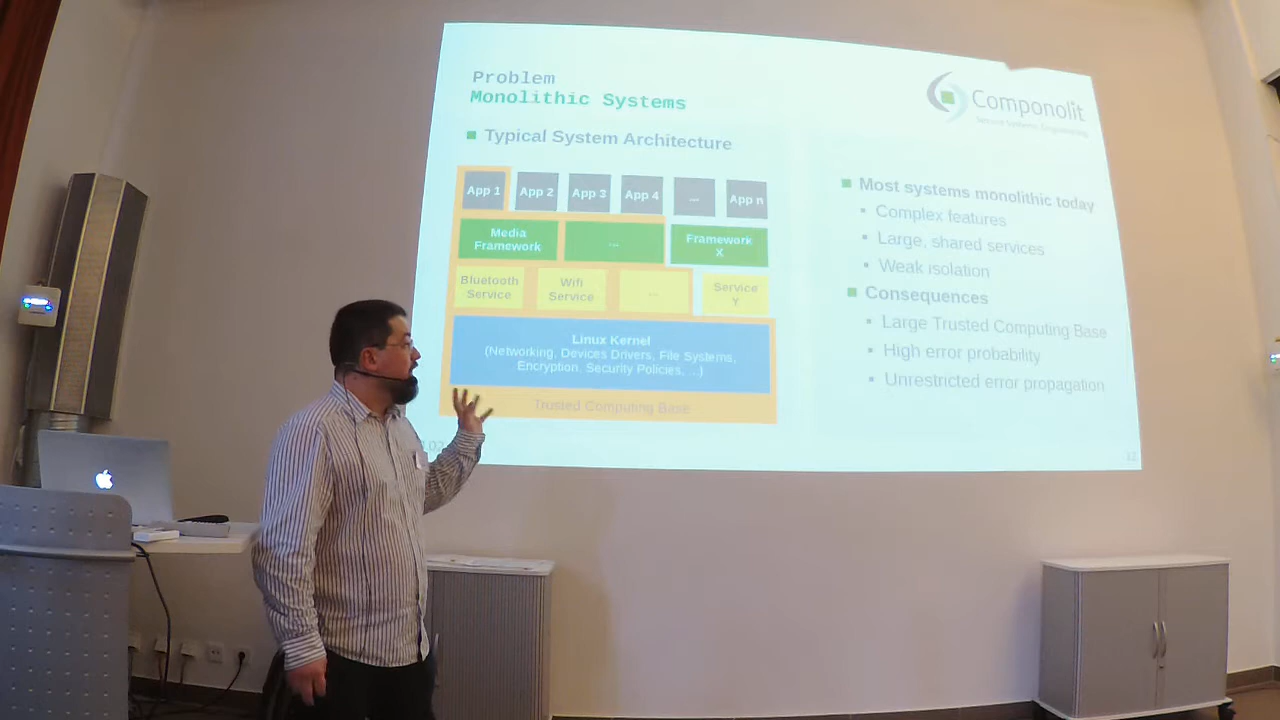 Problem
Monolithic Systems
Componolit
Typical System Architecture
App 1
App 2
App 3
App 4
...
App n
Media
Framework
...
Framework
X
Bluetooth
Service
Wifi
Service
...
Service
Y
Linux Kernel
(Networking, Devices Drivers, File Systems,
Encryption, Security Policies, ...)
Trusted Computing Base
Most systems monolithic today
Complex features
Large, shared services
Weak isolation
Consequences
Large Trusted Computing Base
High error probability
Unrestricted error propagation
12